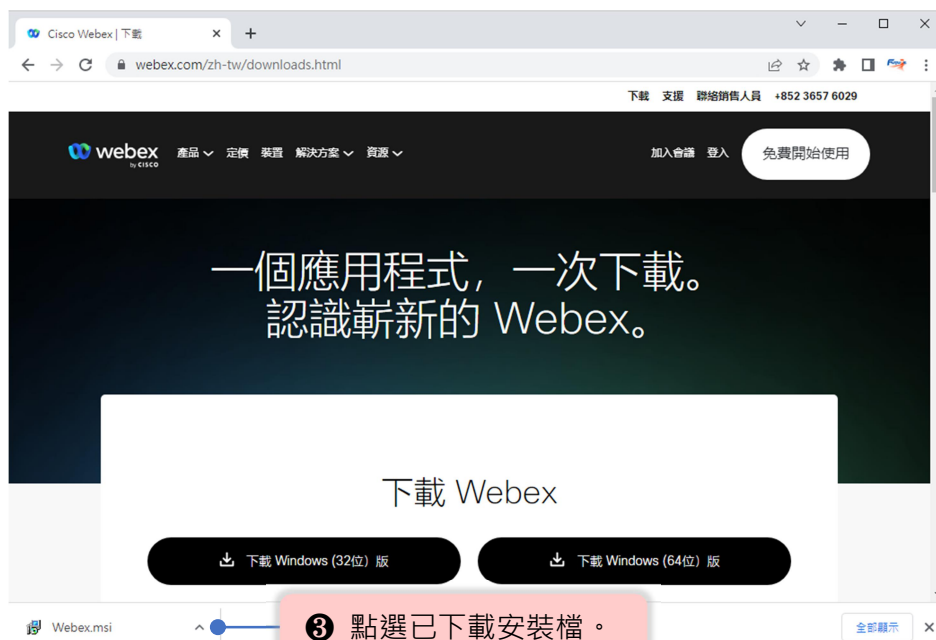 Cisco Webex | 下載
webex.com/zh-tw/downloads.html
下載 支援 聯絡銷售人員 +852 3657 6029
webex by CISCO 產品 定價 裝置 解決方案 資源 加入會議 登入 免費開始使用
一個應用程式，一次下載。
認識嶄新的 Webex。
下載 Webex
下載 Windows (32位）版 下載 Windows (64位）版
❸ 點選已下載安裝檔。
Webex.msi 全部顯示